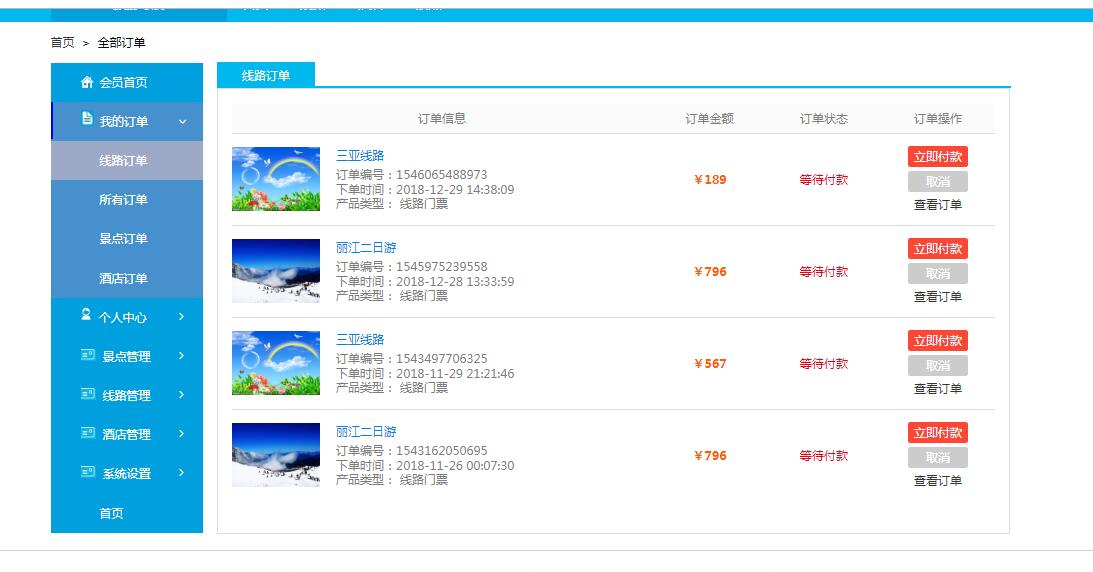 首页 > 全部订单
会员首页
我的订单
线路订单
所有订单
景点订单
酒店订单
个人中心
景点管理
线路管理
酒店管理
系统设置
首页
线路订单
订单信息 订单金额 订单状态 订单操作
三亚线路
订单编号：1546065488973
下单时间：2018-12-29 14:38:09
产品类型： 线路门票
￥189
等待付款
立即付款
取消
查看订单
丽江二日游
订单编号：1545975239558
下单时间：2018-12-28 13:33:59
产品类型： 线路门票
￥796
等待付款
立即付款
取消
查看订单
三亚线路
订单编号：1543497706325
下单时间：2018-11-29 21:21:46
产品类型： 线路门票
￥567
等待付款
立即付款
取消
查看订单
丽江二日游
订单编号：1543162050695
下单时间：2018-11-26 00:07:30
产品类型： 线路门票
￥796
等待付款
立即付款
取消
查看订单